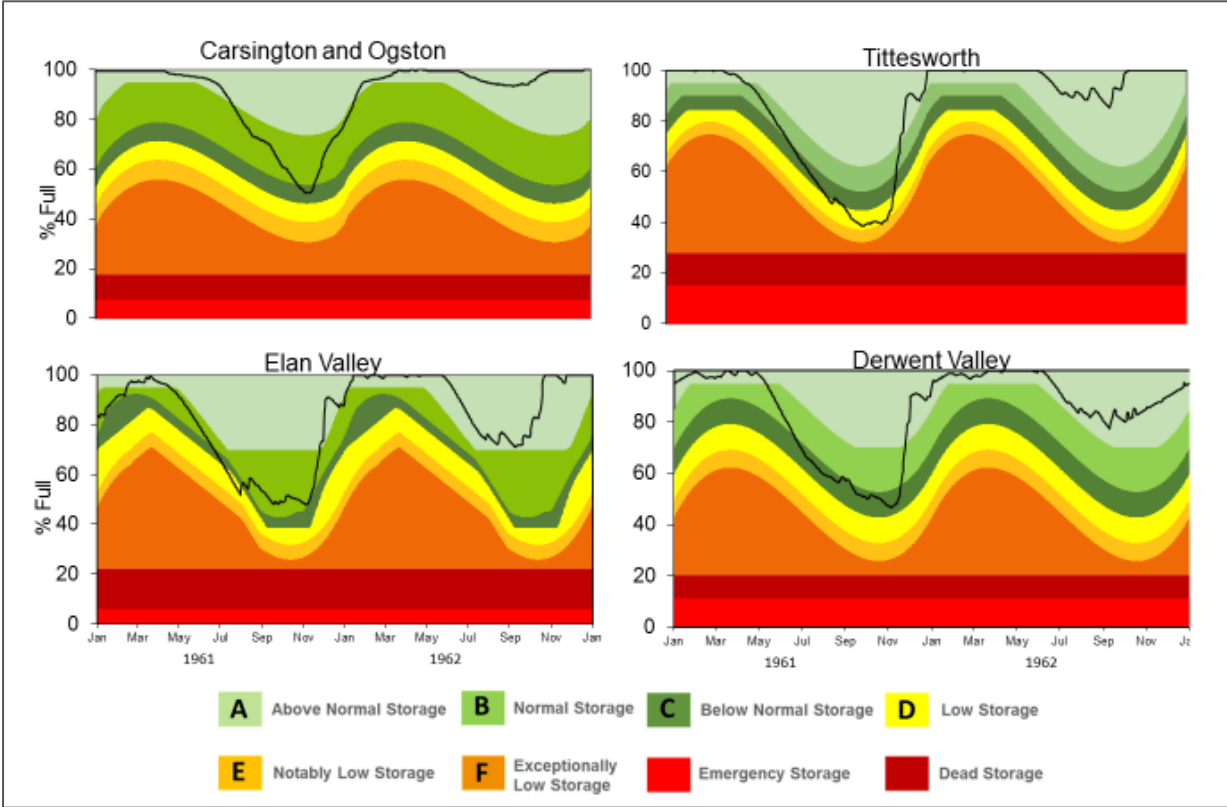 Carsington and Ogston
100
80
60
40
20
0
% Full
Tittesworth
100
80
60
40
20
0
Elan Valley
100
80
60
40
20
0
% Full
Jan Mar May Jul Sep Nov Jan Mar May Jul Sep Nov Jan
1961 1962
Derwent Valley
100
80
60
40
20
0
Jan Mar May Jul Sep Nov Jan Mar May Jul Sep Nov Ja
1961 1962
A Above Normal Storage
B Normal Storage
C Below Normal Storage
D Low Storage
E Notably Low Storage
F Exceptionally
Low Storage
Emergency Storage
Dead Storage